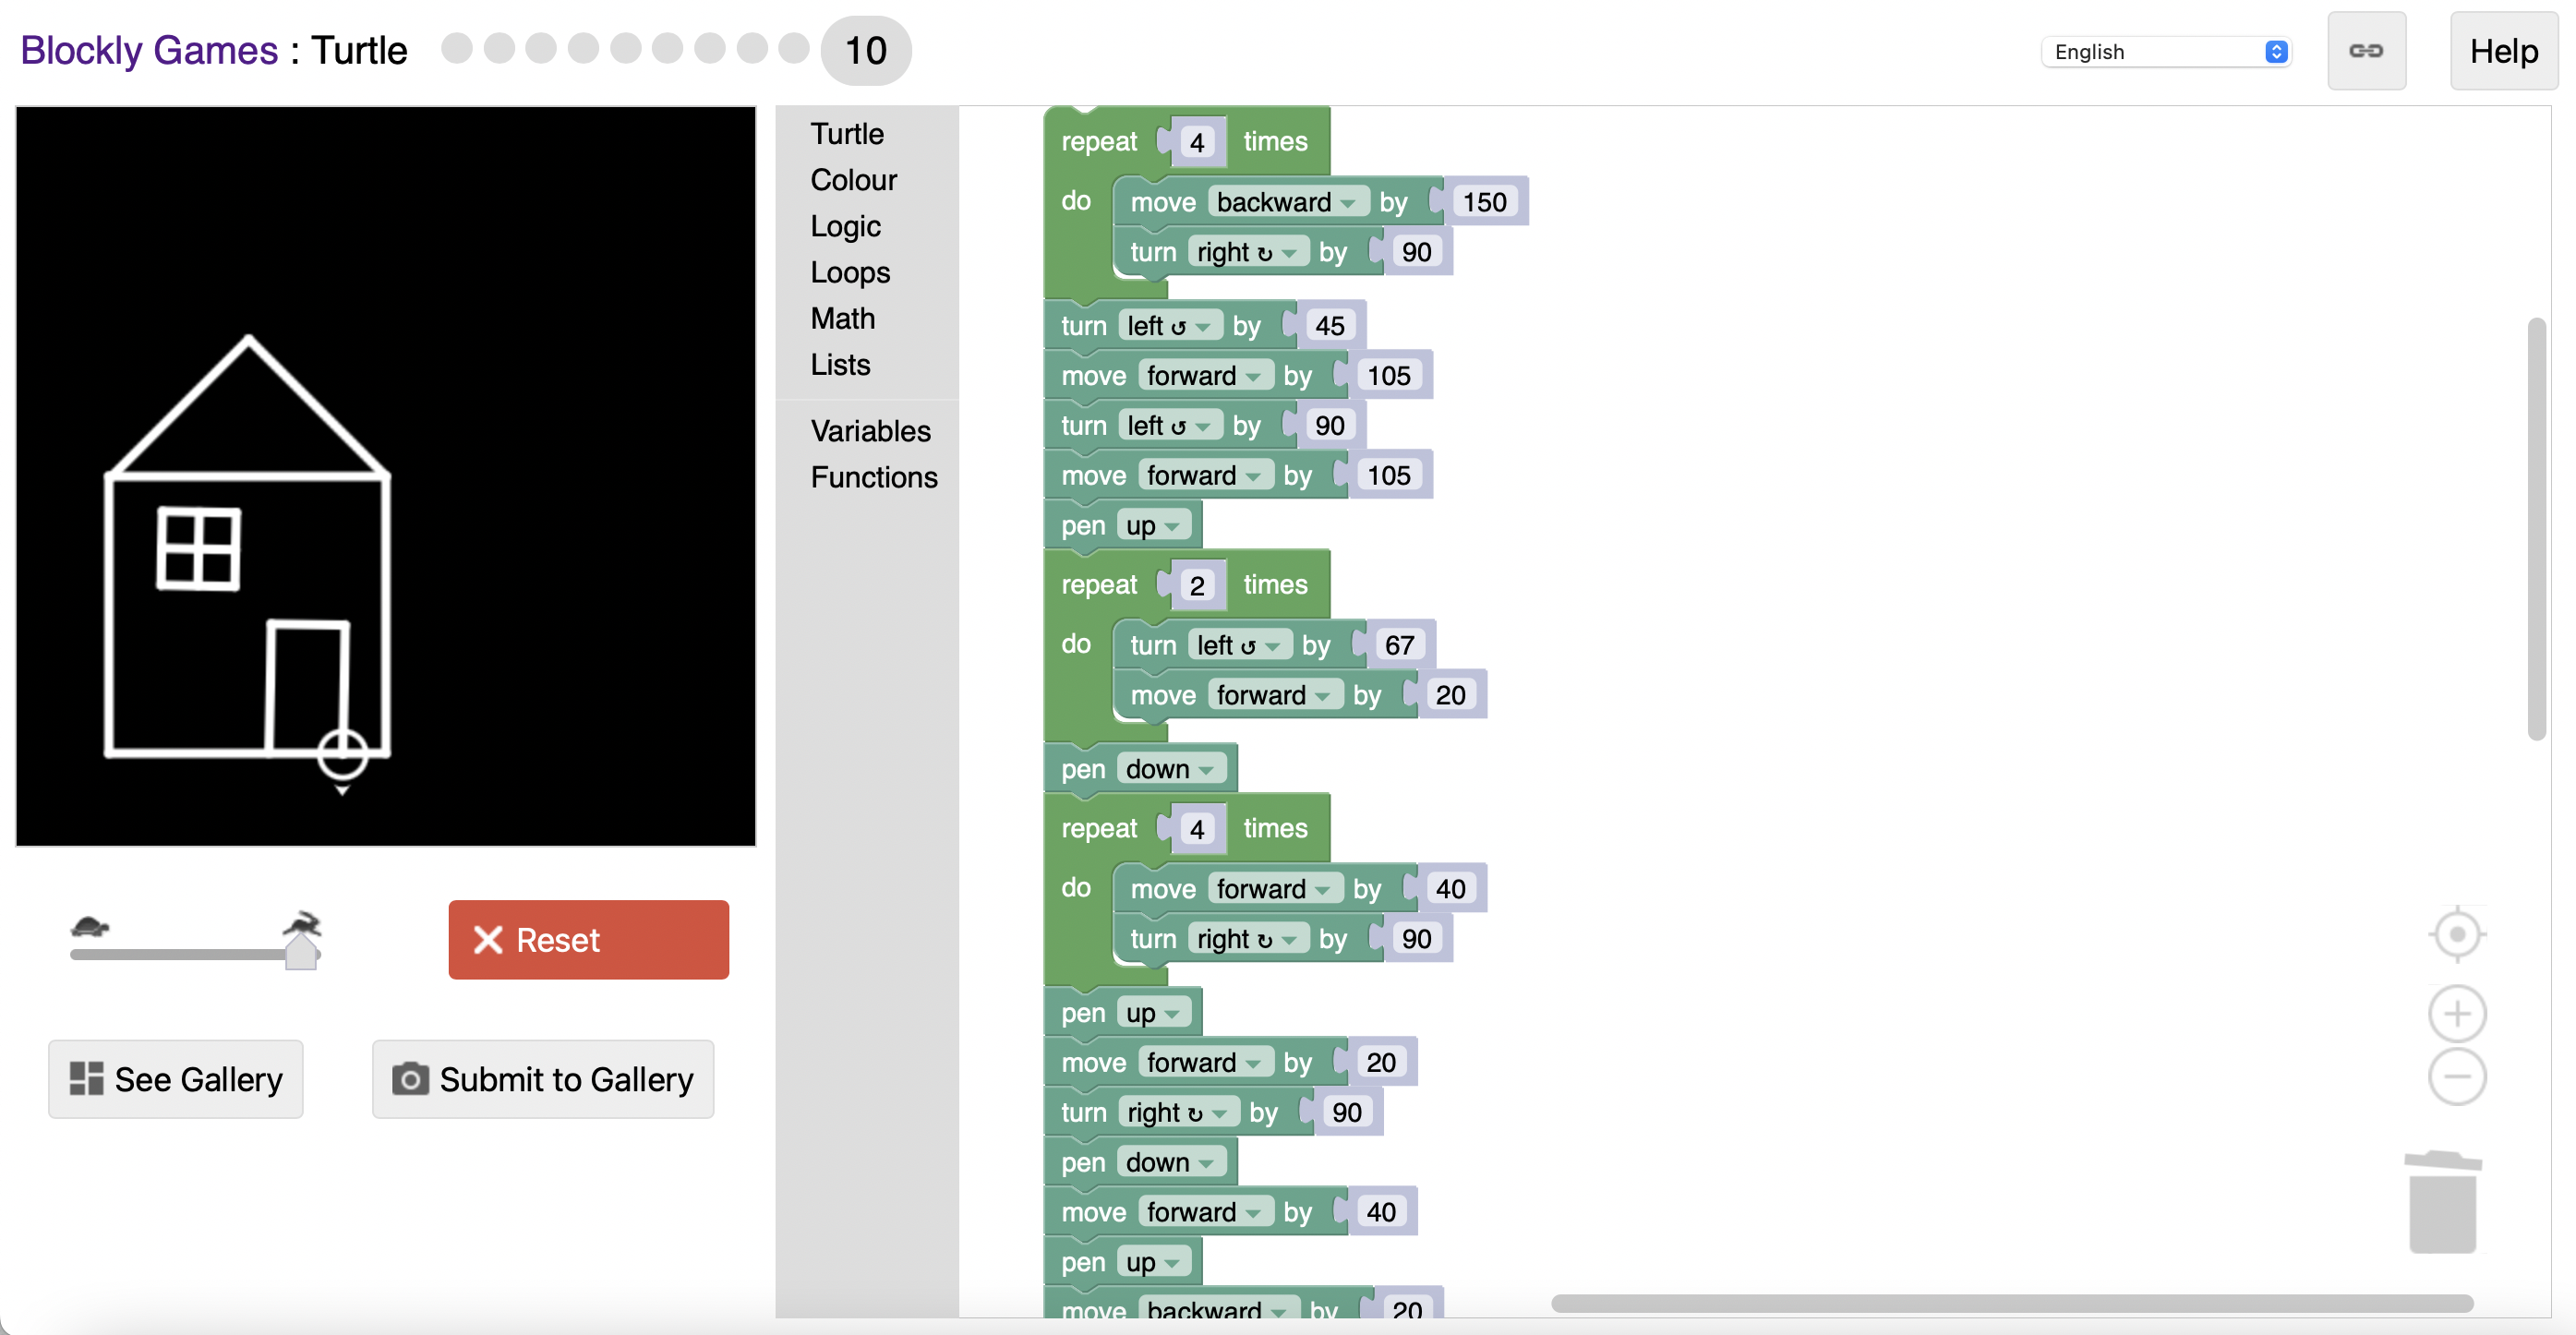 Blockly Games : Turtle 10 English Help
Turtle
Colour
Logic
Loops
Math
Lists
Variables
Functions
repeat 4 times
do move backward by 150
turn right ↻ by 90
turn left ↺ by 45
move forward by 105
turn left ↺ by 90
move forward by 105
pen up
repeat 2 times
do turn left ↺ by 67
move forward by 20
pen down
repeat 4 times
do move forward by 40
turn right ↻ by 90
pen up
move forward by 20
turn right ↻ by 90
pen down
move forward by 40
pen up
move backward by 20
Reset
See Gallery
Submit to Gallery